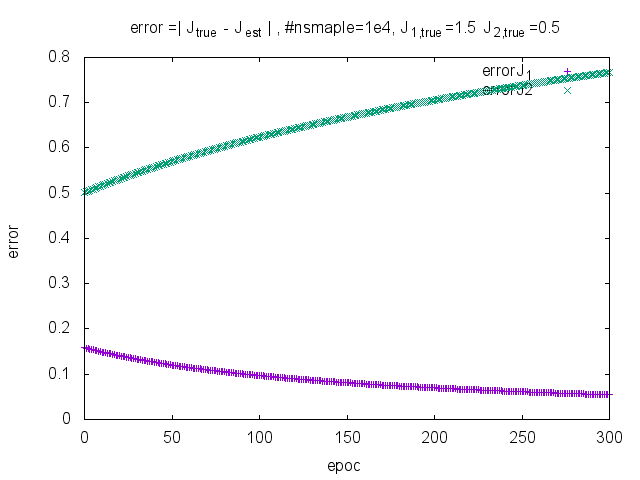 error =| J_true - J_est | , #nsmaple=1e4, J_1,true =1.5 J_2,true =0.5
0.8
errorJ_1
errorJ2
0.7
0.6
0.5
error
0.4
0.3
0.2
0.1
0
0 50 100 150 200 250 300
epoc